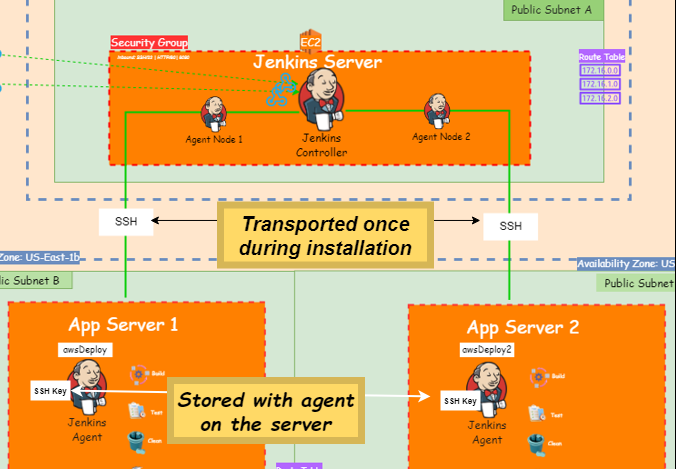 Public Subnet A
Security Group
EC2
Jenkins Server
Route Table
172.16.0.0
172.16.1.0
172.16.2.0
Agent Node 1
Jenkins
Controller
Agent Node 2
SSH
Transported once
during installation
SSH
Zone: US-East-1b
Availability Zone: US
lic Subnet B
Public Subnet
App Server 1
App Server 2
awsDeploy
awsDeploy2
Build
Build
SSH Key
SSH Key
Stored with agent
on the server
Test
Test
Jenkins
Agent
Jenkins
Agent
Clean
Clean